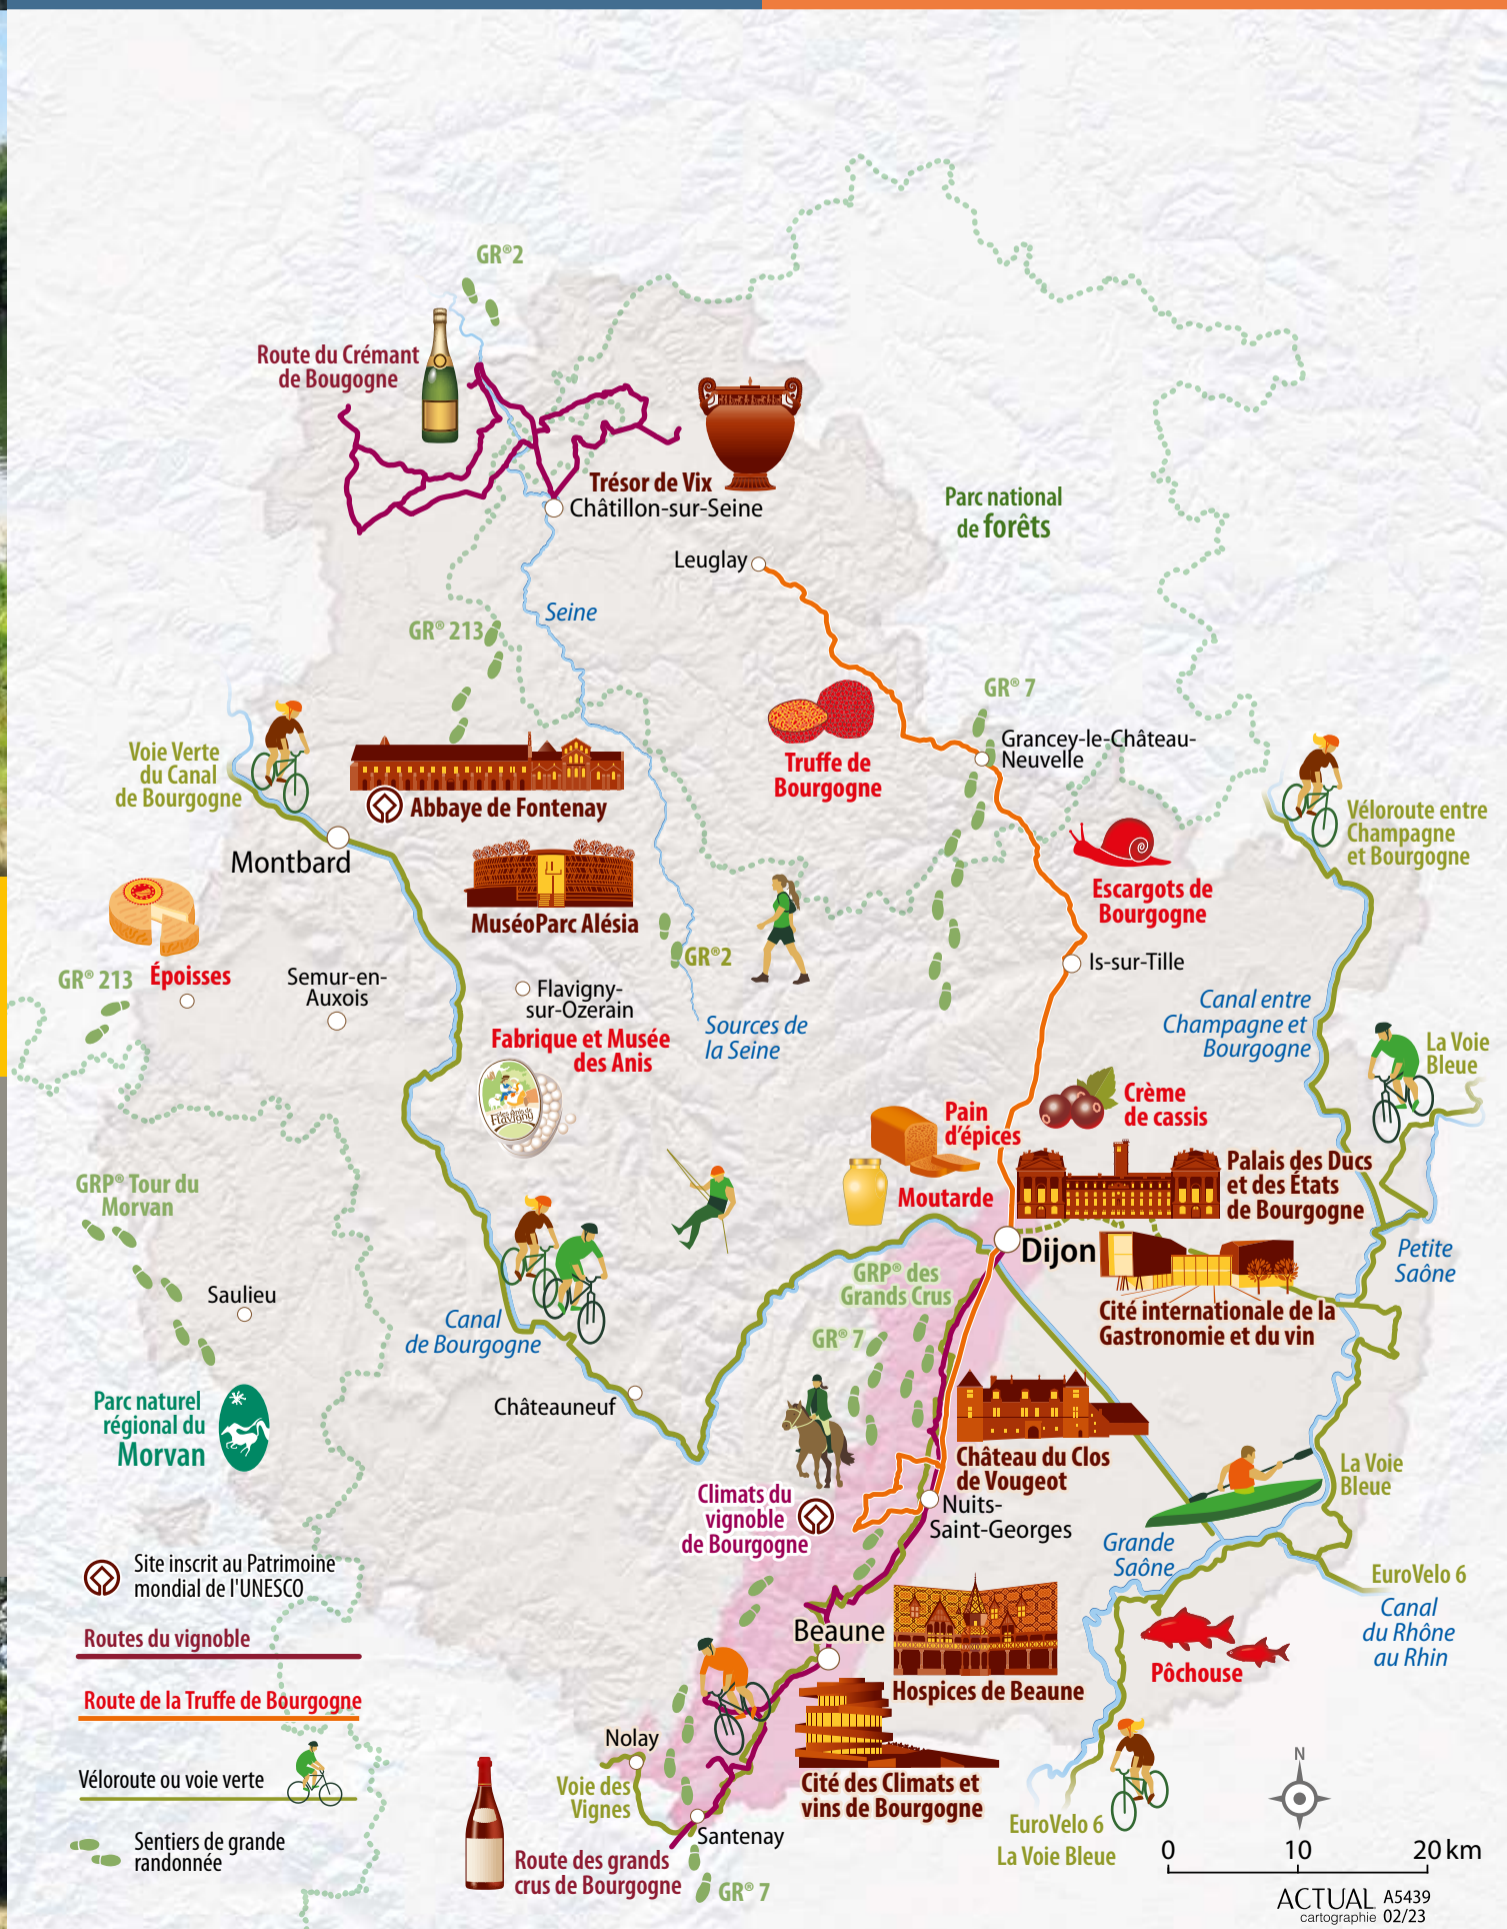 GR®2
Route du Crémant
de Bougogne
Trésor de Vix
Châtillon-sur-Seine
Parc national
de forêts
Leuglay
Seine
GR® 213
GR® 7
Grancey-le-Château-
Neuvelle
Voie Verte
du Canal
de Bourgogne
Truffe de
Bourgogne
Abbaye de Fontenay
Véloroute entre
Champagne
et Bourgogne
Montbard
Escargots de
Bourgogne
MuséoParc Alésia
GR®2
GR® 213
Époisses
Semur-en-
Auxois
Flavigny-
sur-Ozerain
Is-sur-Tille
Fabrique et Musée
des Anis
Sources de
la Seine
Canal entre
Champagne et
Bourgogne
La Voie
Bleue
Flavigny
Pain
d'épices
Crème
de cassis
Moutarde
Palais des Ducs
et des États
de Bourgogne
GRP® Tour du
Morvan
Dijon
Petite
Saône
GRP® des
Grands Crus
Cité internationale de la
Gastronomie et du vin
Saulieu
Canal
de Bourgogne
GR® 7
Châteauneuf
Parc naturel
régional du
Morvan
Château du Clos
de Vougeot
La Voie
Bleue
Climats du
vignoble
de Bourgogne
Nuits-
Saint-Georges
Grande
Saône
EuroVelo 6
Canal
du Rhône
au Rhin
Site inscrit au Patrimoine
mondial de l'UNESCO
Routes du vignoble
Route de la Truffe de Bourgogne
Véloroute ou voie verte
Sentiers de grande
randonnée
Beaune
Hospices de Beaune
Pôchouse
Nolay
Voie des
Vignes
Cité des Climats et
vins de Bourgogne
Santenay
Route des grands
crus de Bourgogne
GR® 7
EuroVelo 6
La Voie Bleue
N
0 10 20 km
ACTUAL A5439
cartographie 02/23